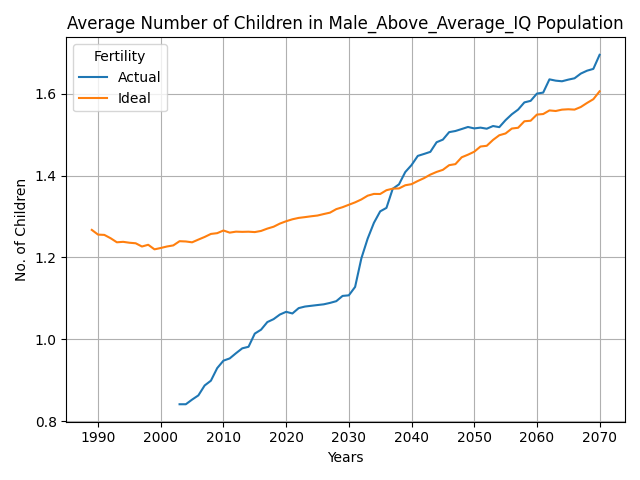 Average Number of Children in Male_Above_Average_IQ Population
Fertility
Actual
Ideal
No. of Children
1.6
1.4
1.2
1.0
0.8
1990 2000 2010 2020 2030 2040 2050 2060 2070
Years